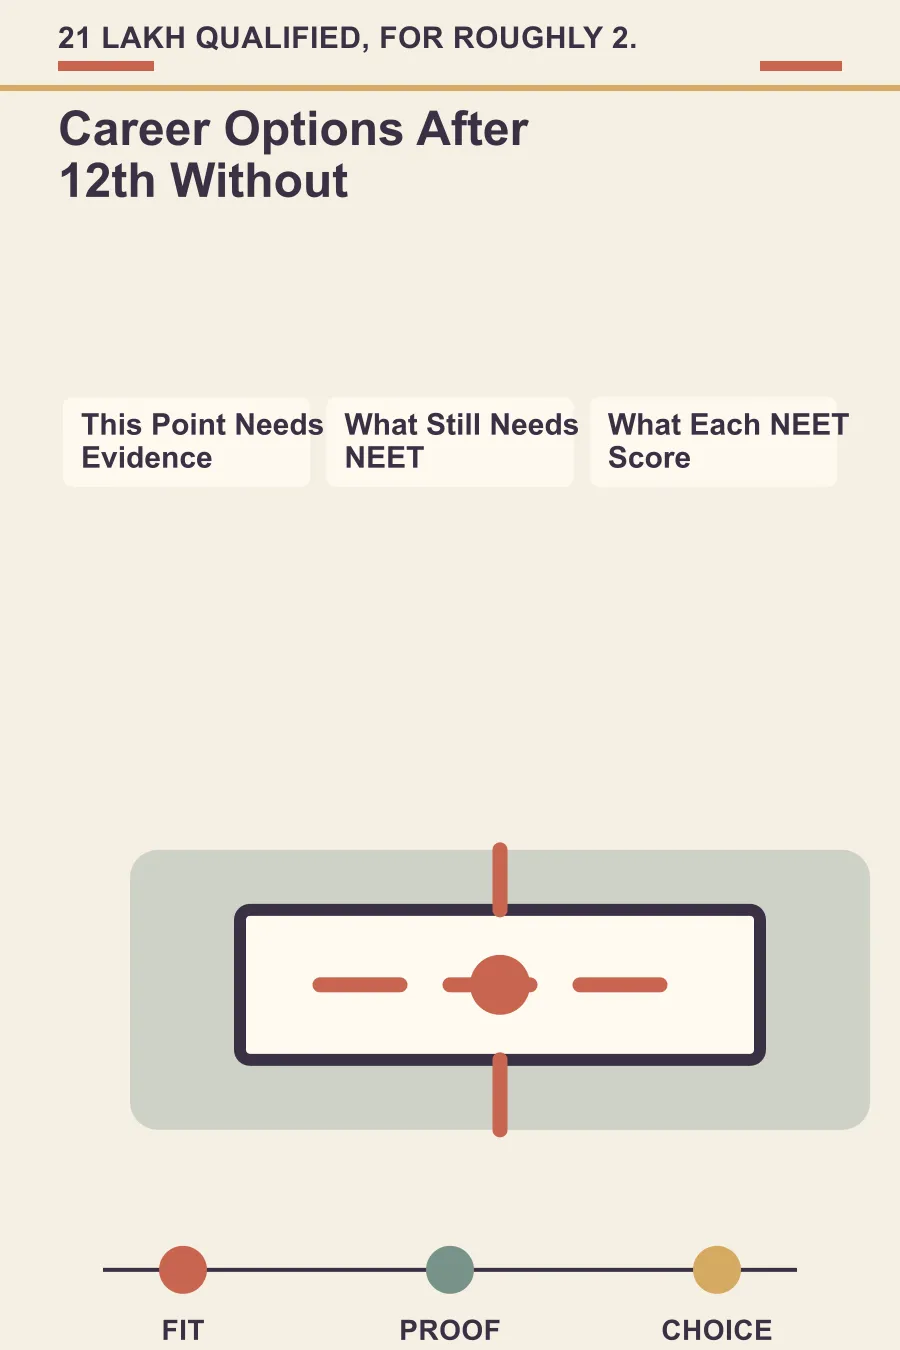 21 LAKH QUALIFIED, FOR ROUGHLY 2.
Career Options After
12th Without
This Point Needs
Evidence
What Still Needs
NEET
What Each NEET
Score
FIT
PROOF
CHOICE